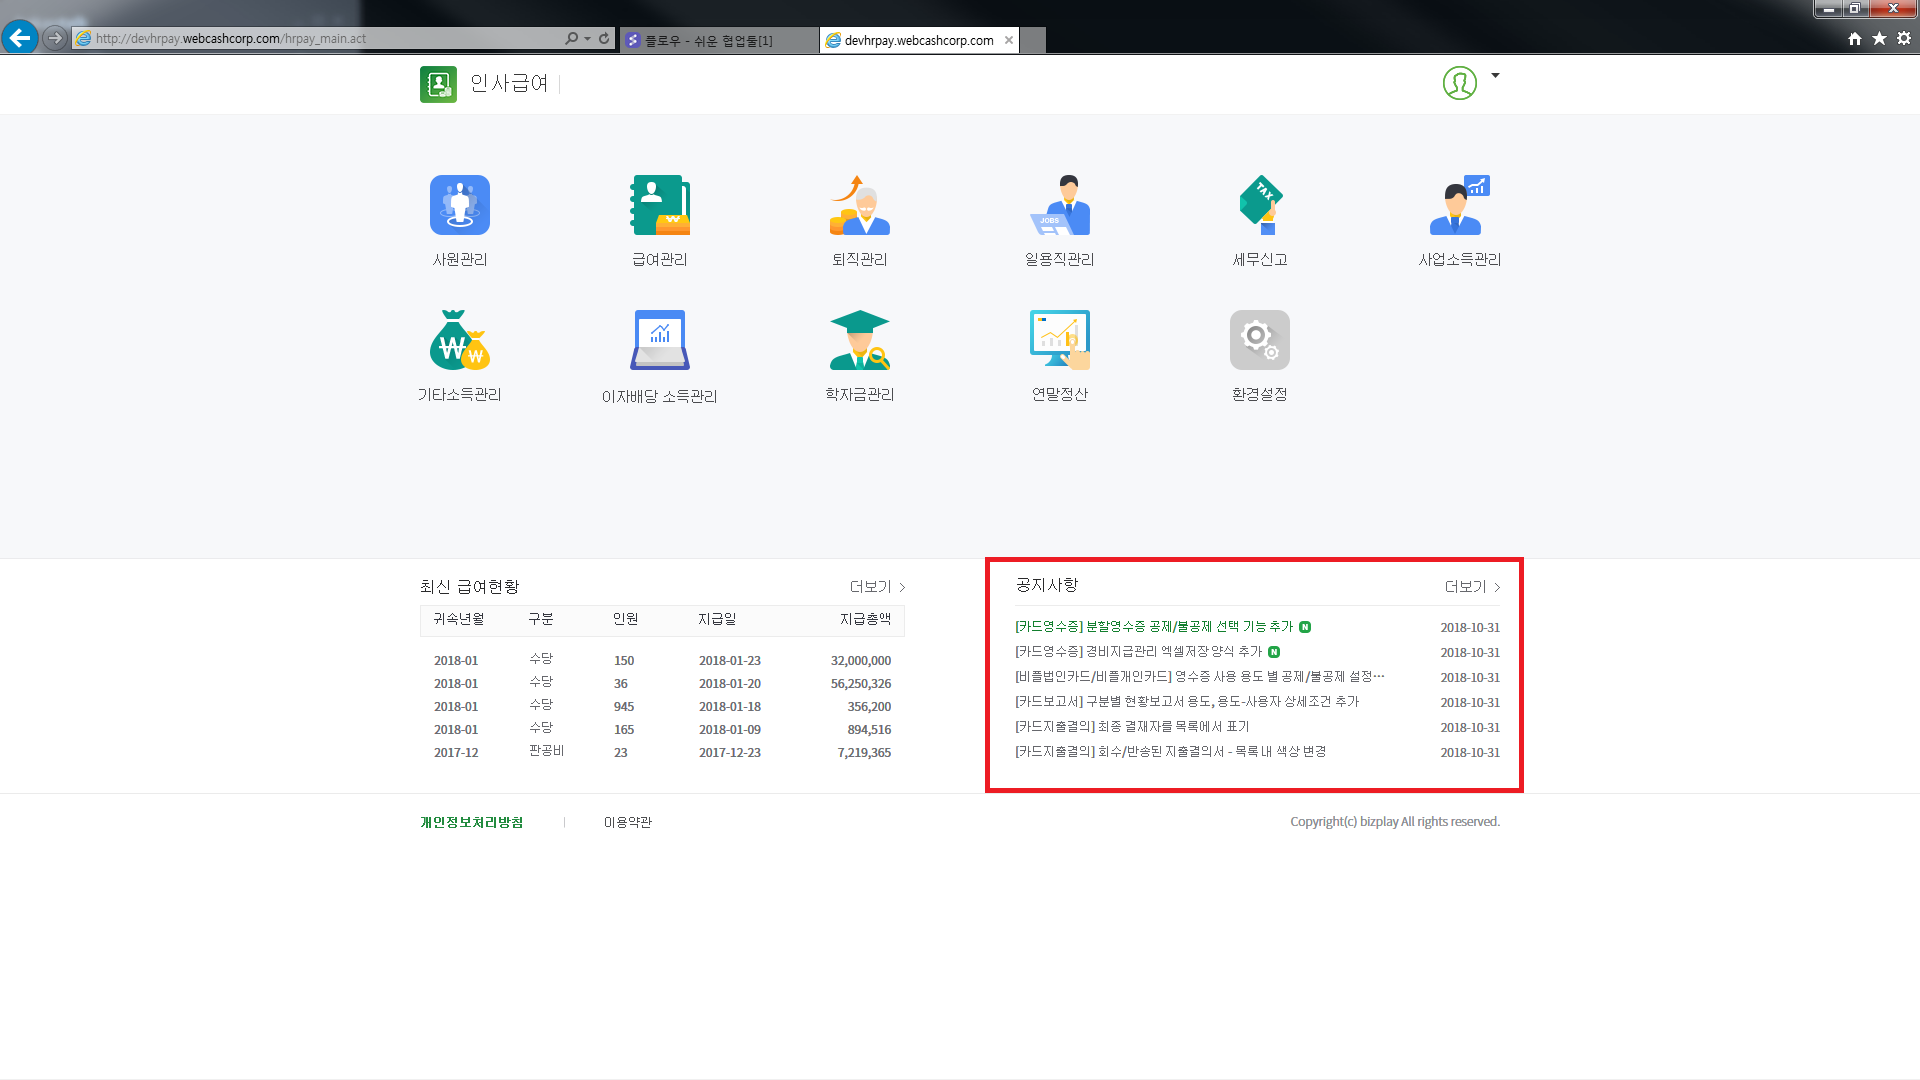 http://devhrpay.webcashcorp.com/hrpay_main.act
플로우 - 쉬운 협업툴[1]
devhrpay.webcashcorp.com
인사급여
JOBS
TAX
사원관리
급여관리
퇴직관리
일용직관리
세무신고
사업소득관리
기타소득관리
이자배당 소득관리
학자금관리
연말정산
환경설정
최신 급여현황 더보기
귀속년월 구분 인원 지급일 지급총액
2018-01 수당 150 2018-01-23 32,000,000
2018-01 수당 36 2018-01-20 56,250,326
2018-01 수당 945 2018-01-18 356,200
2018-01 수당 165 2018-01-09 894,516
2017-12 판공비 23 2017-12-23 7,219,365
공지사항 더보기
[카드영수증] 분할영수증 공제/불공제 선택 기능 추가 N 2018-10-31
[카드영수증] 경비지급관리 엑셀저장 양식 추가 N 2018-10-31
[비플법인카드/비플개인카드] 영수증 사용 용도 별 공제/불공제 설정… 2018-10-31
[카드보고서] 구분별 현황보고서 용도, 용도-사용자 상세조건 추가 2018-10-31
[카드지출결의] 최종 결재자를 목록에서 표기 2018-10-31
[카드지출결의] 회수/반송된 지출결의서 - 목록 내 색상 변경 2018-10-31
개인정보처리방침
이용약관
Copyright(c) bizplay All rights reserved.